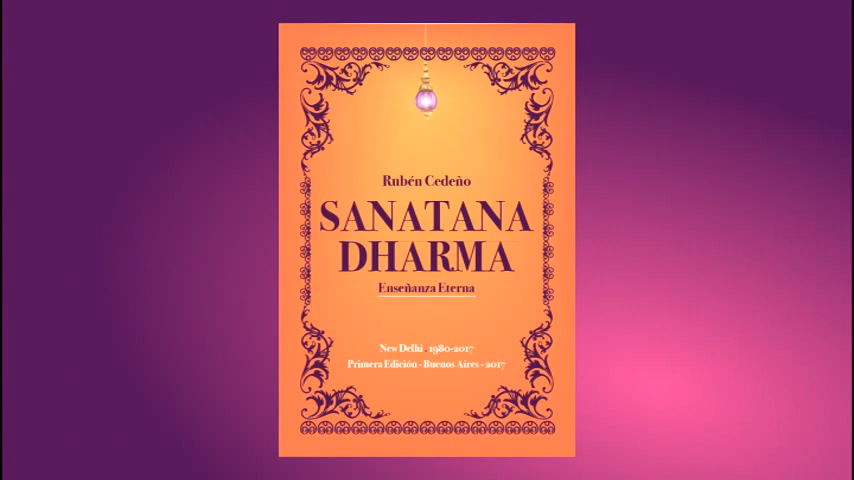 Rubén Cedeño
SANATANA
DHARMA
Enseñanza Eterna
New Delhi - 1980-2017
Primera Edición - Buenos Aires - 2017